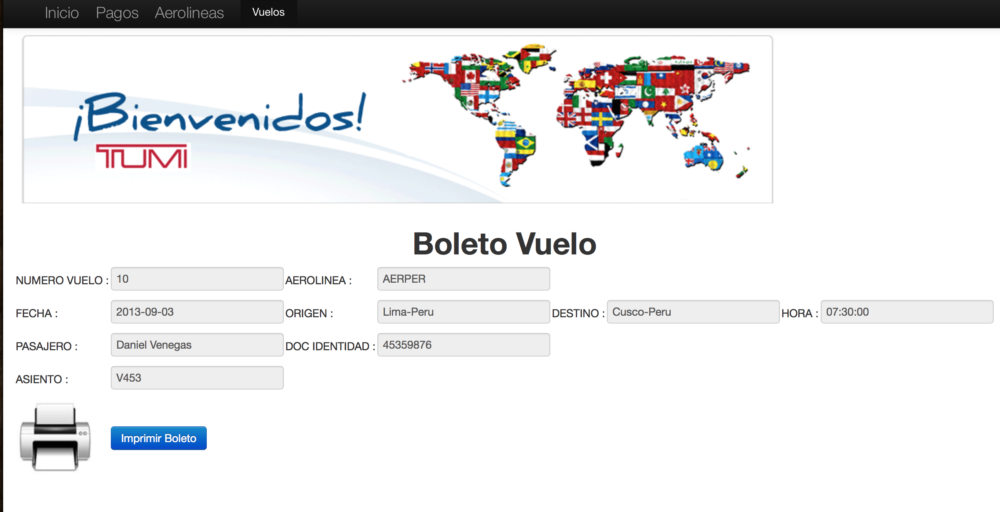 Inicio Pagos Aerolineas Vuelos
¡Bienvenidos!
TUMI
Boleto Vuelo
NUMERO VUELO : 10 AEROLINEA : AERPER
FECHA : 2013-09-03 ORIGEN : Lima-Peru DESTINO : Cusco-Peru HORA : 07:30:00
PASAJERO : Daniel Venegas DOC IDENTIDAD : 45359876
ASIENTO : V453
Imprimir Boleto